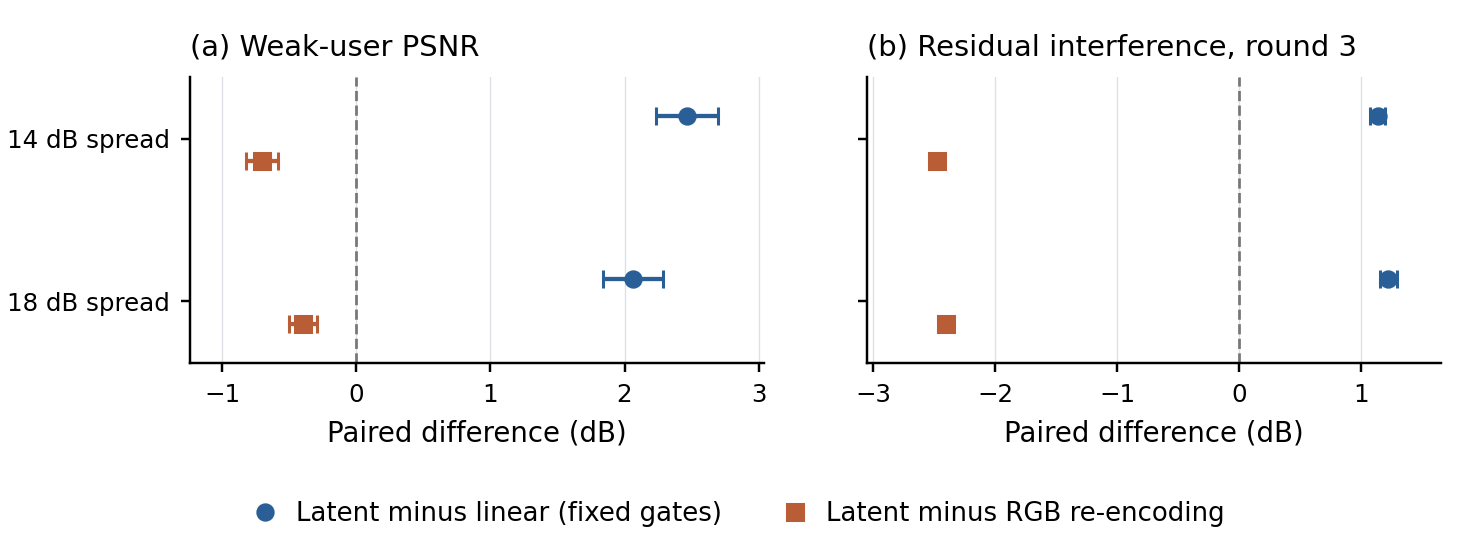 (a) Weak-user PSNR
(b) Residual interference, round 3
14 dB spread
18 dB spread
−1 0 1 2 3
−3 −2 −1 0 1
Paired difference (dB)
Paired difference (dB)
Latent minus linear (fixed gates)
Latent minus RGB re-encoding